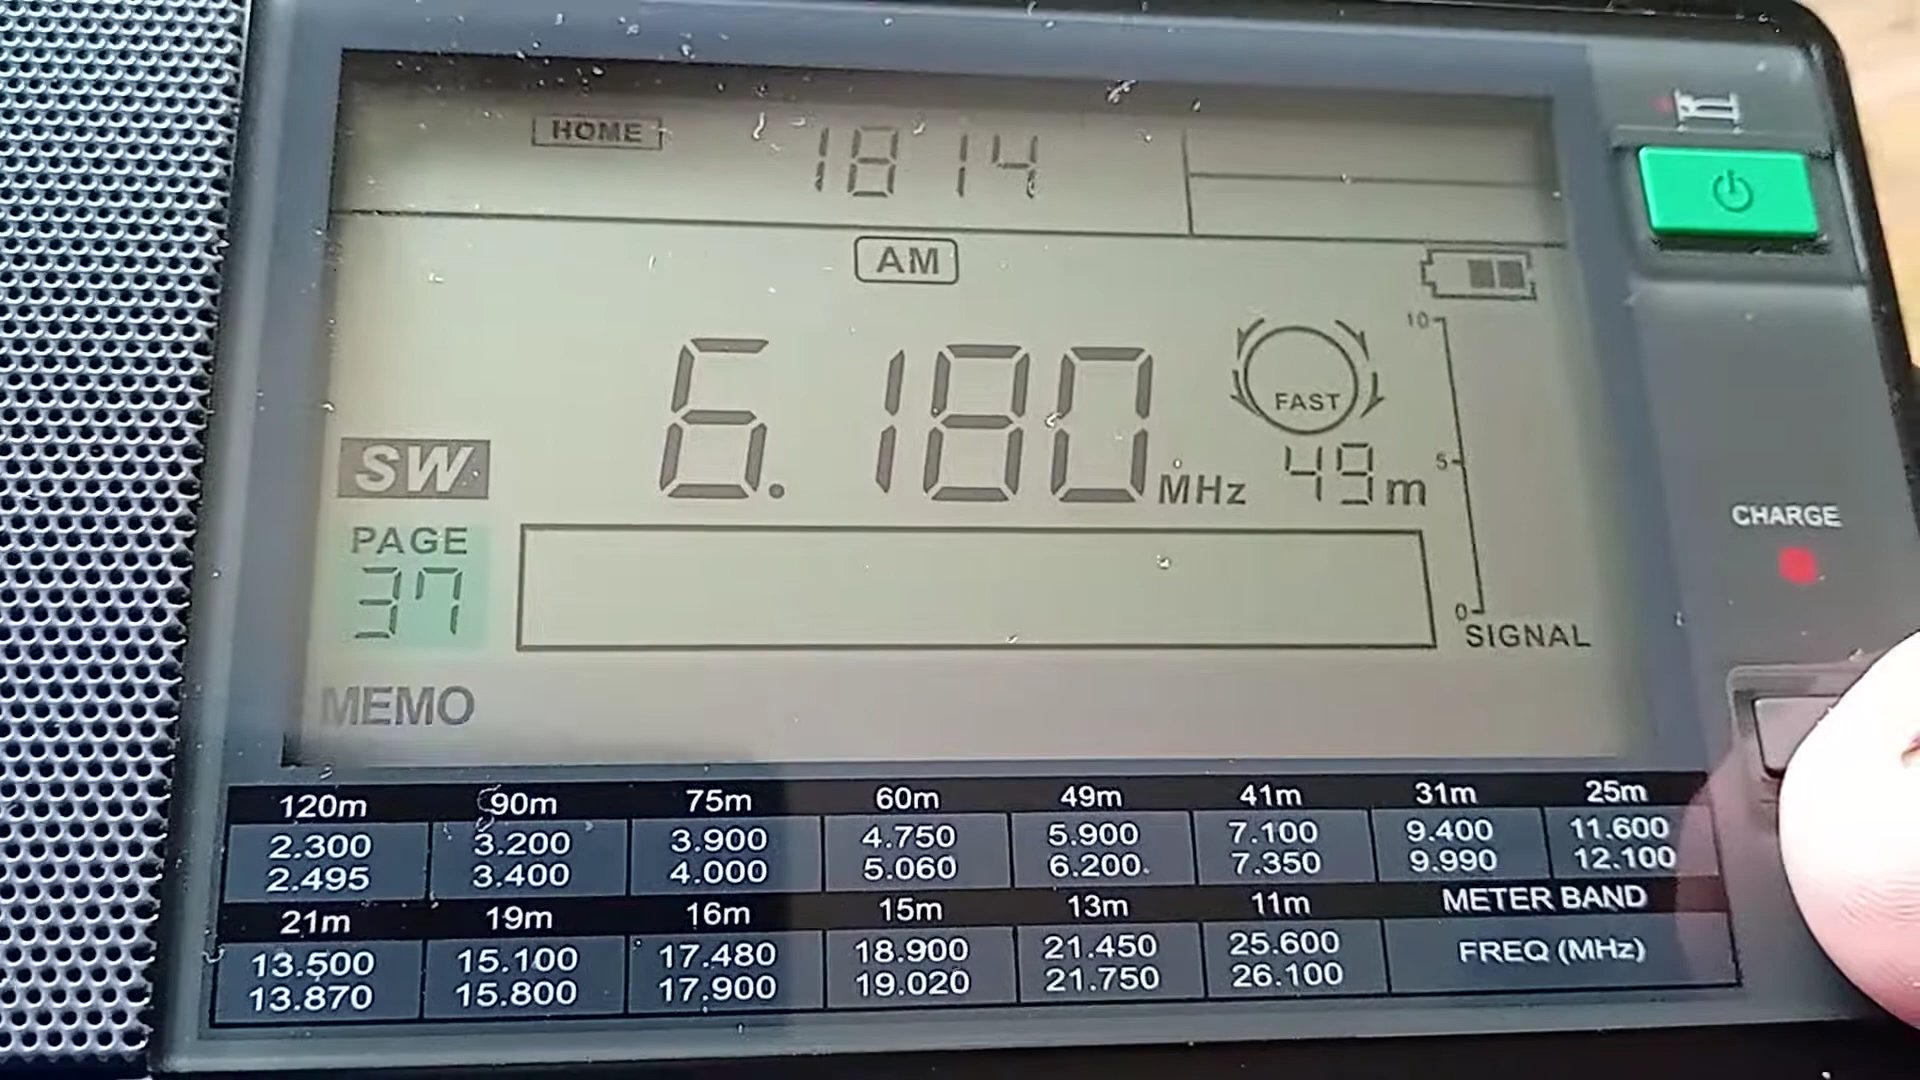 HOME 18 14
AM
10
6.180 MHz
FAST
49 m
5
SW
PAGE
37
0
SIGNAL
MEMO
CHARGE
120m 90m 75m 60m 49m 41m 31m 25m
2.300 3.200 3.900 4.750 5.900 7.100 9.400 11.600
2.495 3.400 4.000 5.060 6.200 7.350 9.990 12.100
21m 19m 16m 15m 13m 11m METER BAND
13.500 15.100 17.480 18.900 21.450 25.600 FREQ (MHz)
13.870 15.800 17.900 19.020 21.750 26.100